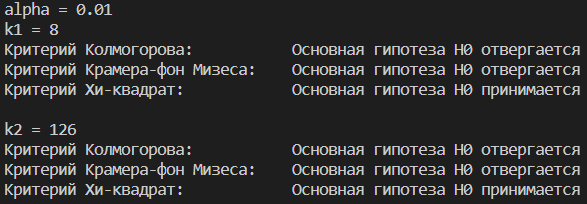 alpha = 0.01
k1 = 8
Критерий Колмогорова: Основная гипотеза H0 отвергается
Критерий Крамера-фон Мизеса: Основная гипотеза H0 отвергается
Критерий Хи-квадрат: Основная гипотеза H0 принимается
k2 = 126
Критерий Колмогорова: Основная гипотеза H0 отвергается
Критерий Крамера-фон Мизеса: Основная гипотеза H0 отвергается
Критерий Хи-квадрат: Основная гипотеза H0 принимается